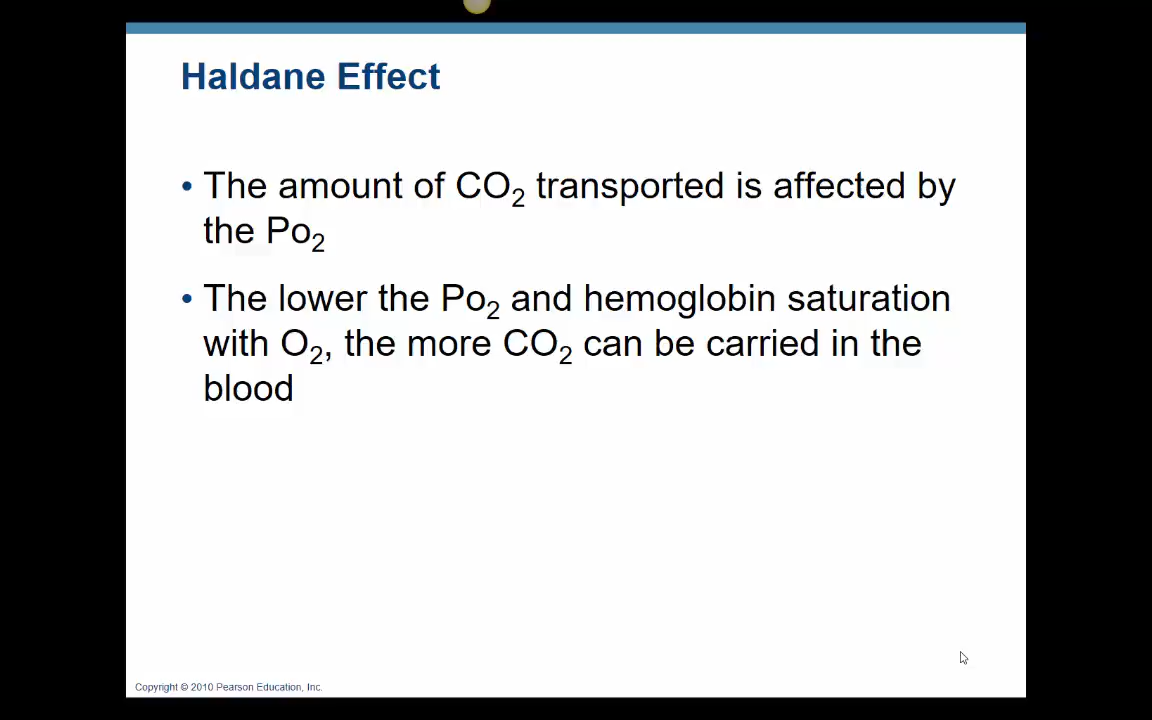 Haldane Effect
• The amount of CO₂ transported is affected by
the Po₂
• The lower the Po₂ and hemoglobin saturation
with O₂, the more CO₂ can be carried in the
blood
Copyright © 2010 Pearson Education, Inc.